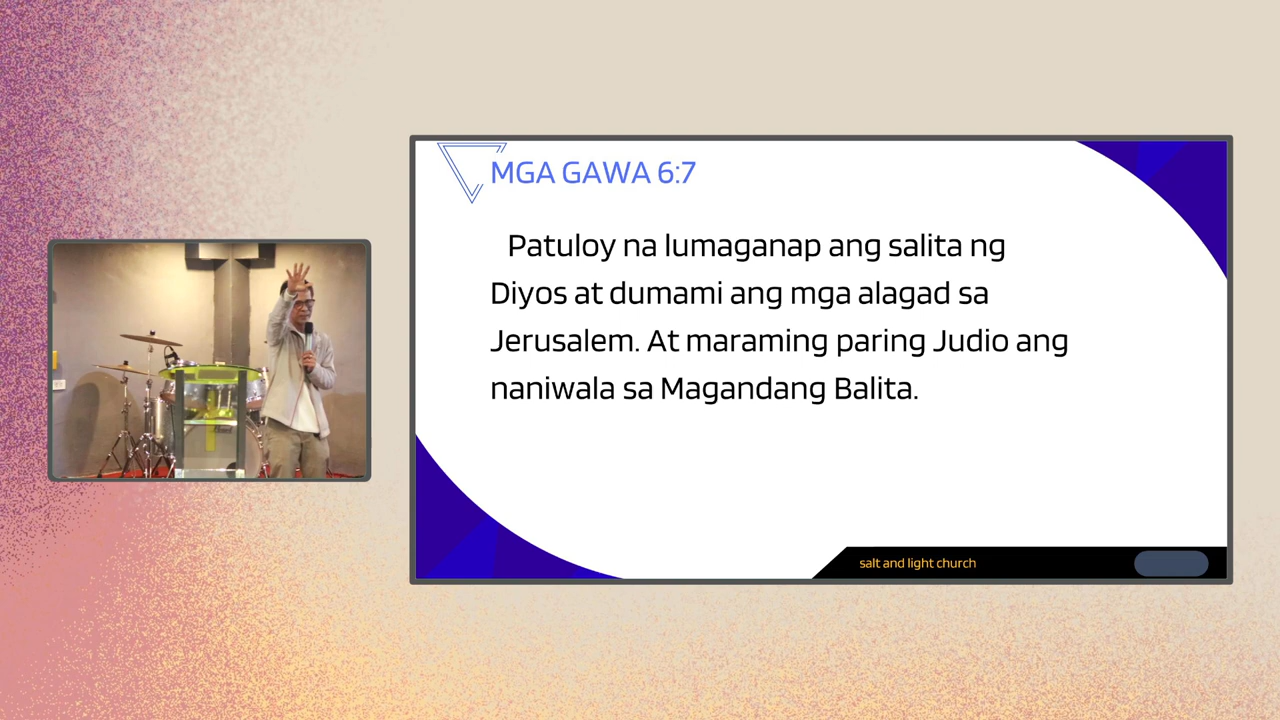 MGA GAWA 6:7
Patuloy na lumaganap ang salita ng
Diyos at dumami ang mga alagad sa
Jerusalem. At maraming paring Judio ang
naniwala sa Magandang Balita.
salt and light church